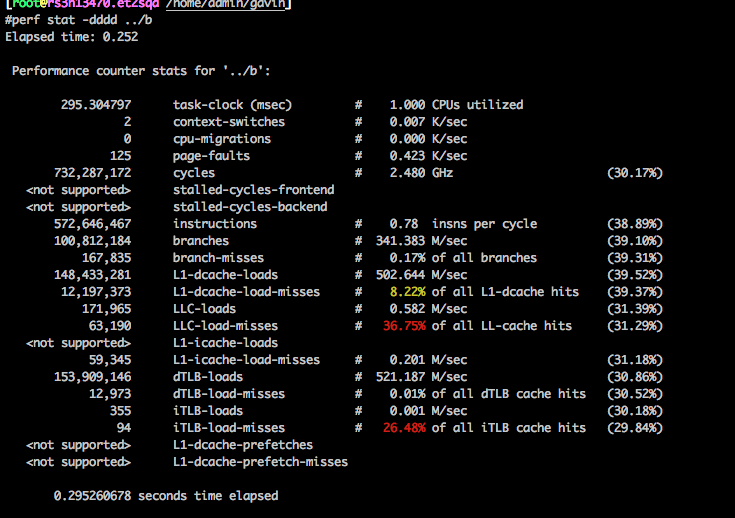 [root@rs3h13470.et2sqa /home/admin/gavin]
#perf stat -dddd ../b
Elapsed time: 0.252
Performance counter stats for '../b':
295.304797 task-clock (msec) # 1.000 CPUs utilized
2 context-switches # 0.007 K/sec
0 cpu-migrations # 0.000 K/sec
125 page-faults # 0.423 K/sec
732,287,172 cycles # 2.480 GHz (30.17%)
<not supported> stalled-cycles-frontend
<not supported> stalled-cycles-backend
572,646,467 instructions # 0.78 insns per cycle (38.89%)
100,812,184 branches # 341.383 M/sec (39.10%)
167,835 branch-misses # 0.17% of all branches (39.31%)
148,433,281 L1-dcache-loads # 502.644 M/sec (39.52%)
12,197,373 L1-dcache-load-misses # 8.22% of all L1-dcache hits (39.37%)
171,965 LLC-loads # 0.582 M/sec (31.39%)
63,190 LLC-load-misses # 36.75% of all LL-cache hits (31.29%)
<not supported> L1-icache-loads
59,345 L1-icache-load-misses # 0.201 M/sec (31.18%)
153,909,146 dTLB-loads # 521.187 M/sec (30.86%)
12,973 dTLB-load-misses # 0.01% of all dTLB cache hits (30.52%)
355 iTLB-loads # 0.001 M/sec (30.18%)
94 iTLB-load-misses # 26.48% of all iTLB cache hits (29.84%)
<not supported> L1-dcache-prefetches
<not supported> L1-dcache-prefetch-misses
0.295260678 seconds time elapsed